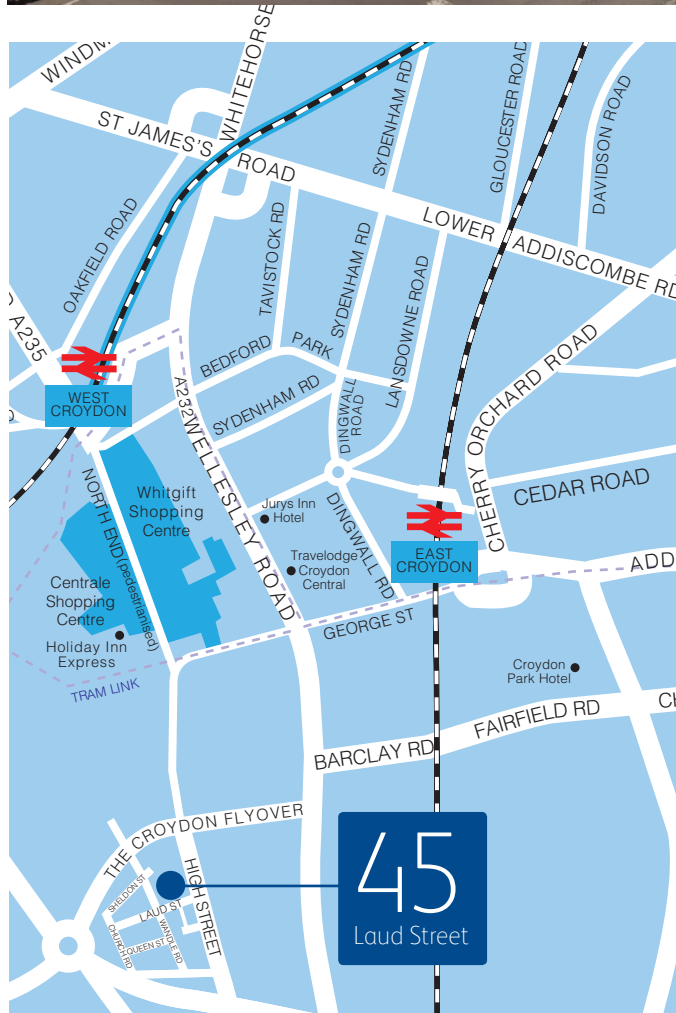 WHITEHORSE
WINDM
ST JAMES'S
ROAD
SYDENHAM RD
GLOUCESTER ROAD
DAVIDSON ROAD
OAKFIELD ROAD
TAVISTOCK RD
SYDENHAM RD
LOWER
ADDISCOMBE RD
LANSDOWNE ROAD
A235
BEDFORD
PARK
WEST
CROYDON
A232
WELLESLEY ROAD
SYDENHAM RD
DINGWALL
ROAD
CHERRY ORCHARD ROAD
NORTH END
(pedestrianised)
Whitgift
Shopping
Centre
Jurys Inn
Hotel
DINGWALL RD
CEDAR ROAD
Travelodge
Croydon
Central
EAST
CROYDON
ADD
Centrale
Shopping
Centre
Holiday Inn
Express
GEORGE ST
TRAM LINK
Croydon
Park Hotel
BARCLAY RD
FAIRFIELD RD
CH
THE CROYDON FLYOVER
HIGH STREET
SHELDON ST
LAUD ST
CHURCH RD
QUEEN ST
WANDLE RD
45
Laud Street